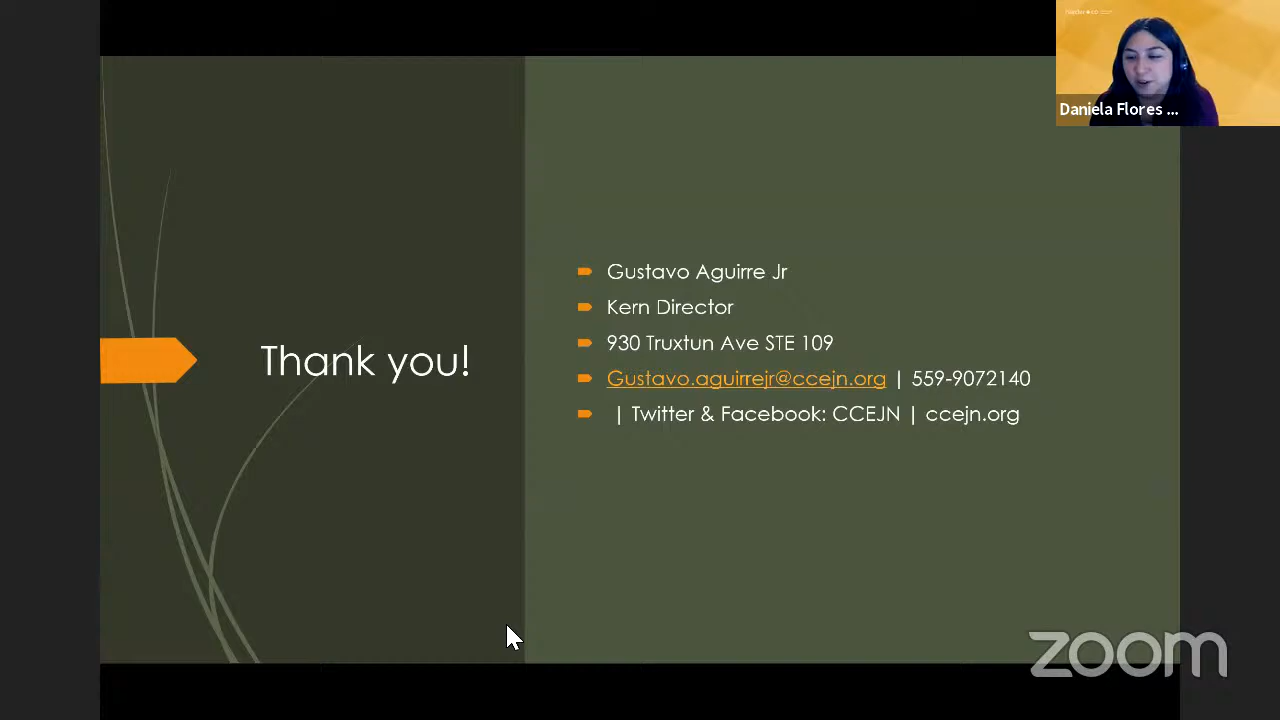 Daniela Flores ...
Thank you!
Gustavo Aguirre Jr
Kern Director
930 Truxtun Ave STE 109
Gustavo.aguirrejr@ccejn.org | 559-9072140
| Twitter & Facebook: CCEJN | ccejn.org
zoom